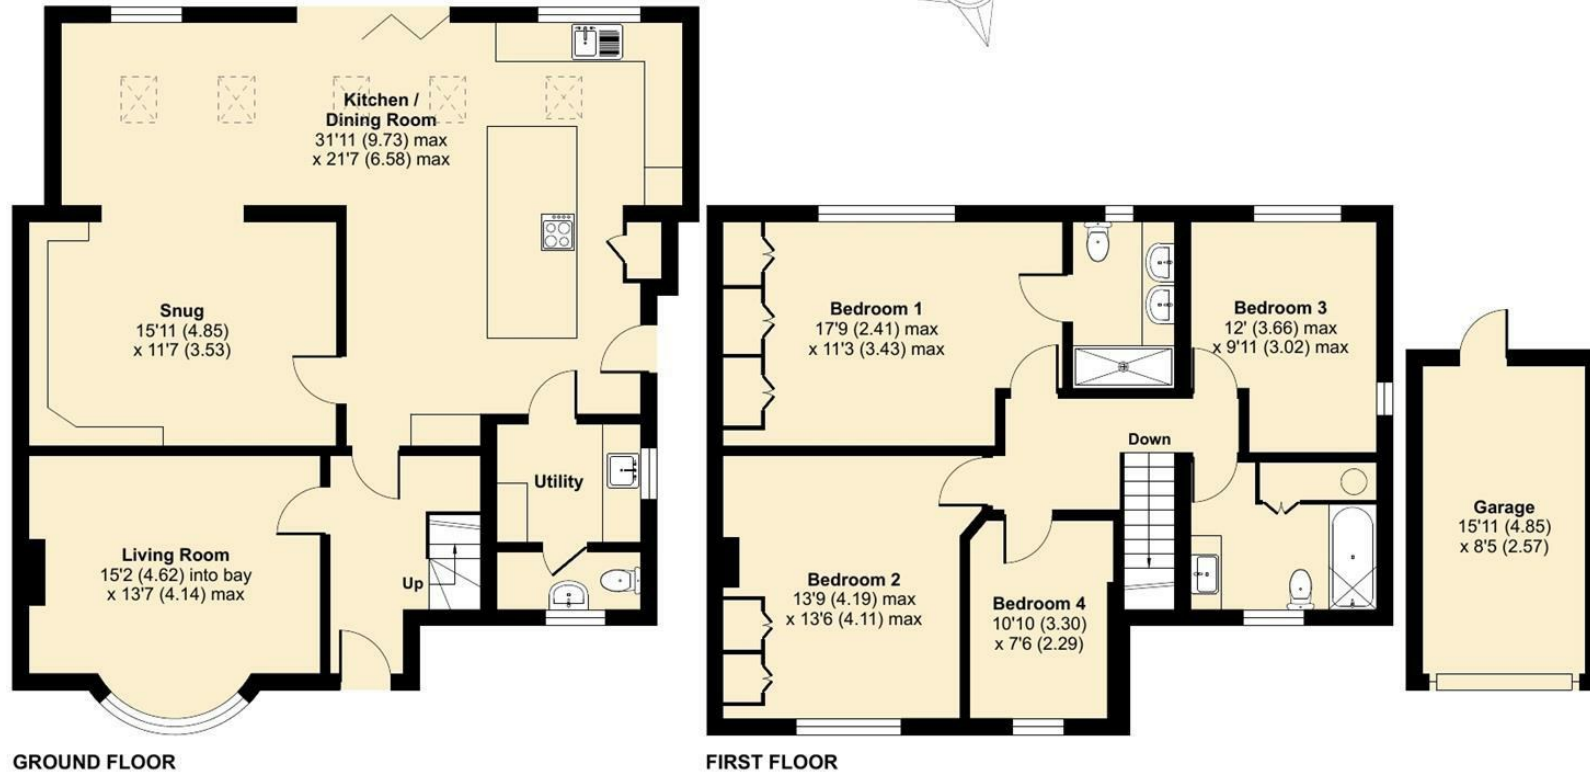 Kitchen /
Dining Room
31'11 (9.73) max
x 21'7 (6.58) max
Snug
15'11 (4.85)
x 11'7 (3.53)
Utility
Living Room
15'2 (4.62) into bay
x 13'7 (4.14) max
Up
GROUND FLOOR
Bedroom 1
17'9 (2.41) max
x 11'3 (3.43) max
Bedroom 3
12' (3.66) max
x 9'11 (3.02) max
Down
Bedroom 2
13'9 (4.19) max
x 13'6 (4.11) max
Bedroom 4
10'10 (3.30)
x 7'6 (2.29)
Garage
15'11 (4.85)
x 8'5 (2.57)
FIRST FLOOR